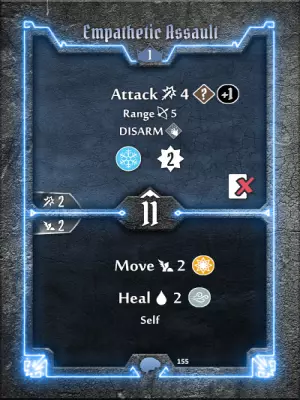 Empathetic Assault
1
Attack 4 ? +1
Range 5
DISARM
2
2
11
2
Move 2
Heal 2
Self
155